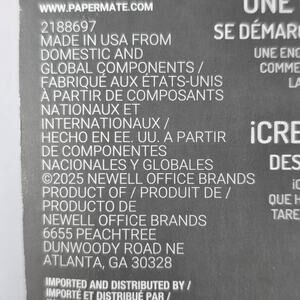 WWW.PAPERMATE.COM
2188697
MADE IN USA FROM
DOMESTIC AND
GLOBAL COMPONENTS /
FABRIQUÉ AUX ÉTATS-UNIS
À PARTIR DE COMPOSANTS
NATIONAUX ET
INTERNATIONAUX /
HECHO EN EE. UU. A PARTIR
DE COMPONENTES
NACIONALES Y GLOBALES
©2025 NEWELL OFFICE BRANDS
PRODUCT OF / PRODUIT DE /
PRODUCTO DE
NEWELL OFFICE BRANDS
6655 PEACHTREE
DUNWOODY ROAD NE
ATLANTA, GA 30328
IMPORTED AND DISTRIBUTED BY /
IMPORTÉ ET DISTRIBUÉ PAR /
UNE
SE DÉMARQ
UNE ENC
COMME
LA
¡CRE
DES
¡C
QUE H
TARE